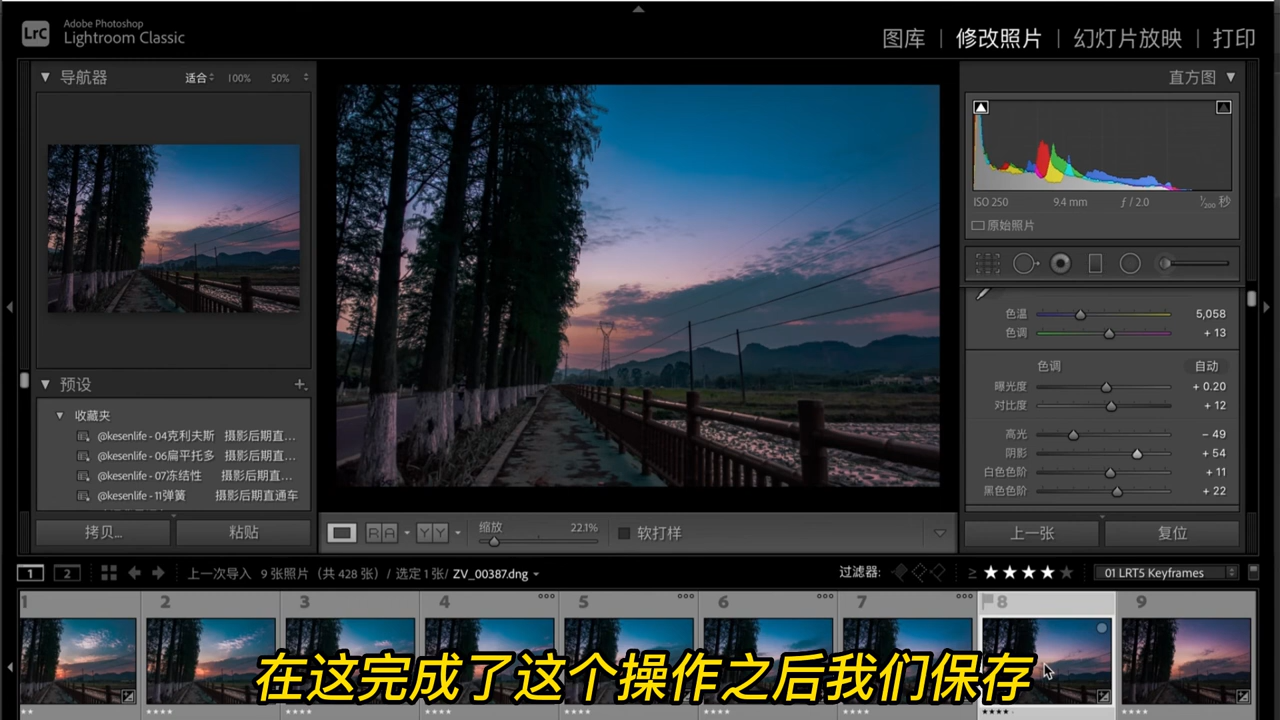 LrC
Adobe Photoshop
Lightroom Classic
图库 | 修改照片 | 幻灯片放映 | 打印
导航器 适合 100% 50%
直方图
ISO 250 9.4 mm ƒ / 2.0 1/200 秒
原始照片
色温 5,058
色调 + 13
色调 自动
曝光度 + 0.20
对比度 + 12
高光 − 49
阴影 + 54
白色色阶 + 11
黑色色阶 + 22
预设
收藏夹
@kesenlife - 04克利夫斯 摄影后期直...
@kesenlife - 06扁平托多 摄影后期直...
@kesenlife - 07冻结性 摄影后期直...
@kesenlife - 11弹簧 摄影后期直通车
拷贝... 粘贴
R A Y Y 缩放 22.1% 软打样
上一张 复位
1 2 上一次导入 9 张照片（共 428 张）/ 选定 1 张/ ZV_00387.dng
过滤器: ≥ ★★★★★ 01 LRT5 Keyframes
1 2 3 4 5 6 7 8 9
在这完成了这个操作之后我们保存